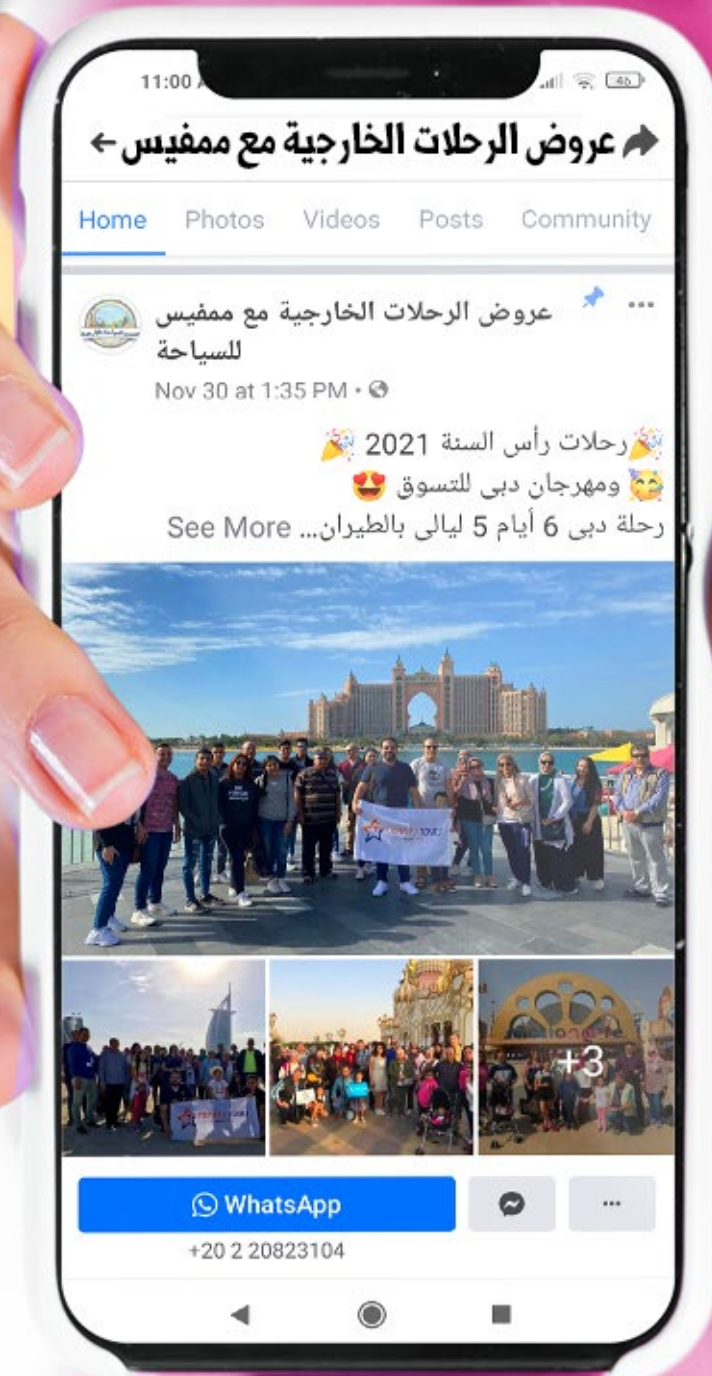 11:00
46
عروض الرحلات الخارجية مع ممفيس
Home Photos Videos Posts Community
عروض الرحلات الخارجية مع ممفيس
للسياحة
Nov 30 at 1:35 PM
🎉رحلات رأس السنة 2021 🎉
🥳 ومهرجان دبى للتسوق 😍
رحلة دبى 6 أيام 5 ليالى بالطيران... See More
+3
WhatsApp
+20 2 20823104